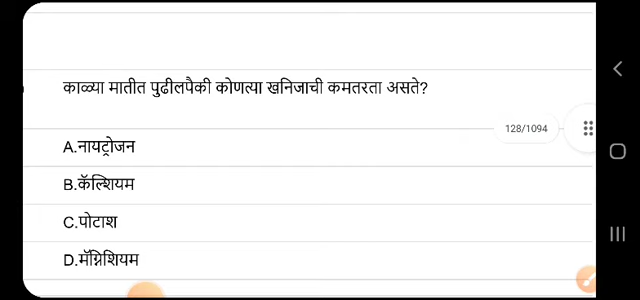 काळ्या मातीत पुढीलपैकी कोणत्या खनिजाची कमतरता असते?
128/1094
A.नायट्रोजन
B.कॅल्शियम
C.पोटाश
D.मॅग्निशियम